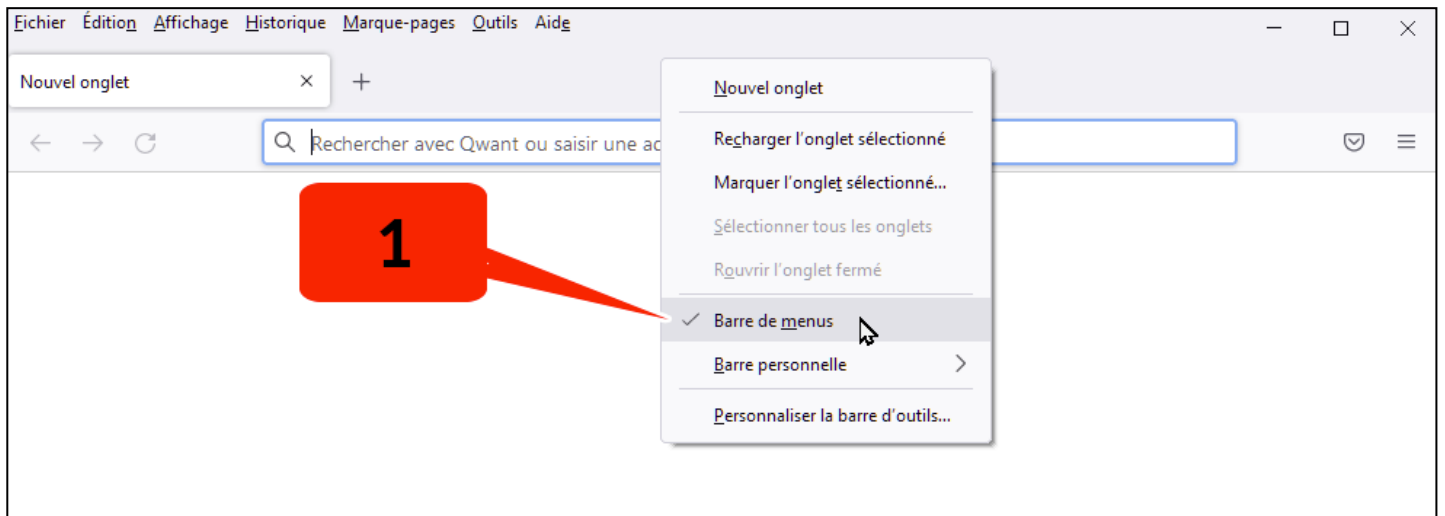 Fichier Édition Affichage Historique Marque-pages Outils Aide
Nouvel onglet
Rechercher avec Qwant ou saisir une ad
1
Nouvel onglet
Recharger l'onglet sélectionné
Marquer l'onglet sélectionné...
Sélectionner tous les onglets
Rouvrir l'onglet fermé
Barre de menus
Barre personnelle
Personnaliser la barre d'outils...